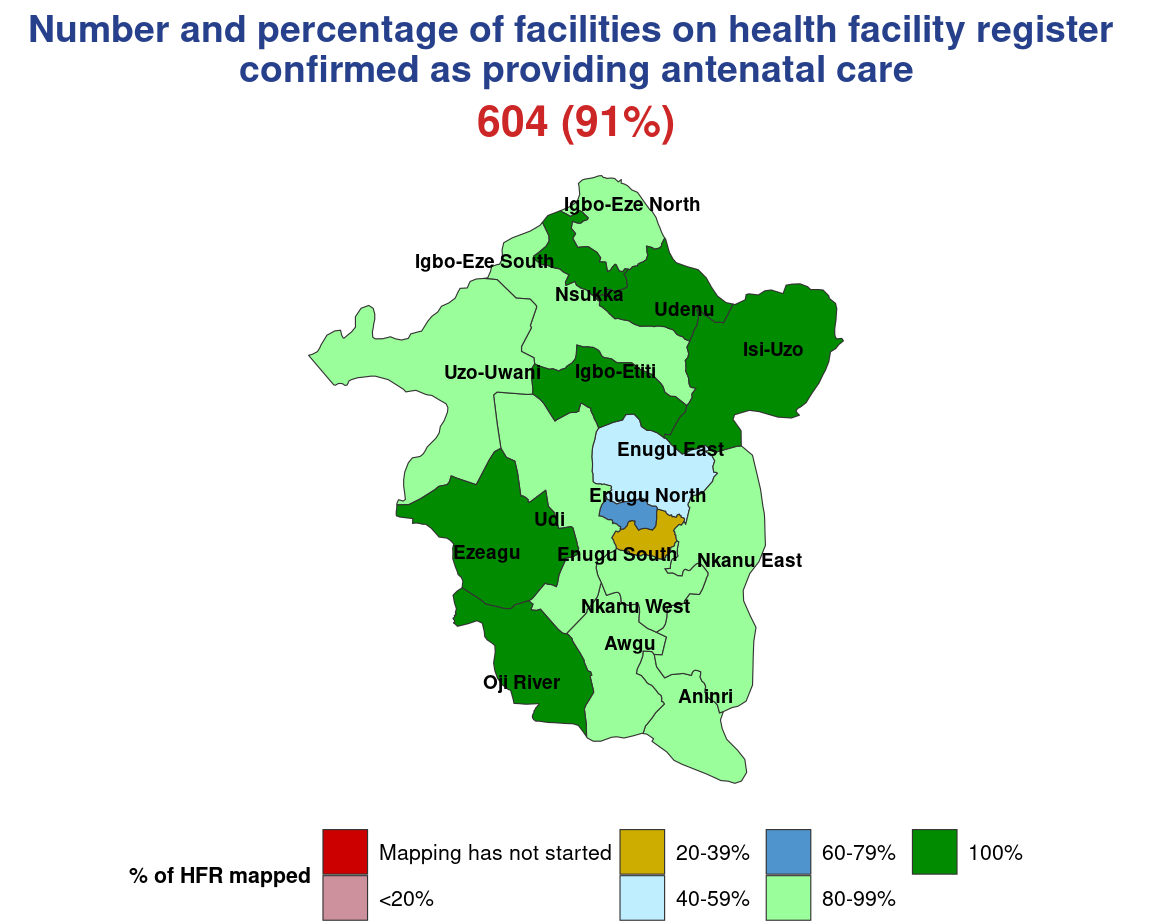 Number and percentage of facilities on health facility register
confirmed as providing antenatal care
604 (91%)
Igbo-Eze North
Igbo-Eze South
Nsukka
Udenu
Isi-Uzo
Uzo-Uwani
Igbo-Etiti
Enugu East
Enugu North
Udi
Ezeagu
Enugu South
Nkanu East
Nkanu West
Awgu
Oji River
Aninri
% of HFR mapped
Mapping has not started
<20%
20-39%
40-59%
60-79%
80-99%
100%